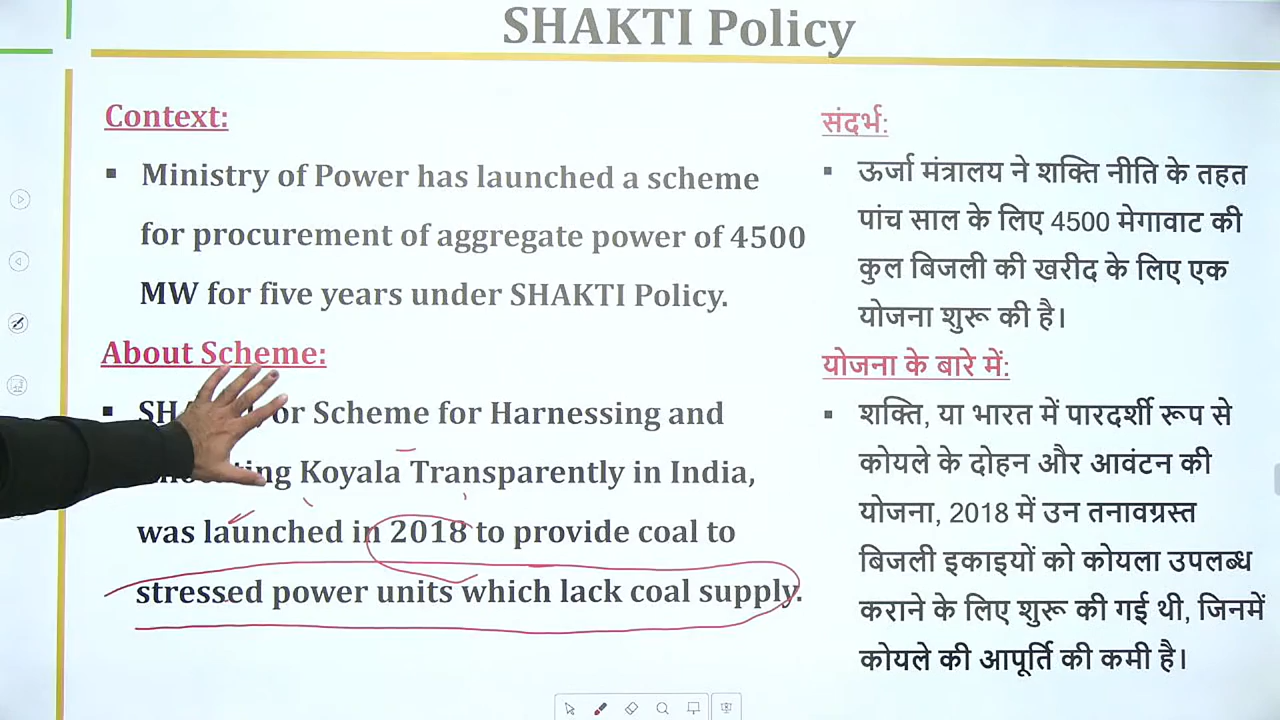 SHAKTI Policy
Context:
▪ Ministry of Power has launched a scheme
for procurement of aggregate power of 4500
MW for five years under SHAKTI Policy.
About Scheme:
▪ or Scheme for Harnessing and
Koyala Transparently in India,
was launched in 2018 to provide coal to
stressed power units which lack coal supply.
संदर्भ:
▪ ऊर्जा मंत्रालय ने शक्ति नीति के तहत
पांच साल के लिए 4500 मेगावाट की
कुल बिजली की खरीद के लिए एक
योजना शुरू की है।
योजना के बारे में:
▪ शक्ति, या भारत में पारदर्शी रूप से
कोयले के दोहन और आवंटन की
योजना, 2018 में उन तनावग्रस्त
बिजली इकाइयों को कोयला उपलब्ध
कराने के लिए शुरू की गई थी, जिनमें
कोयले की आपूर्ति की कमी है।